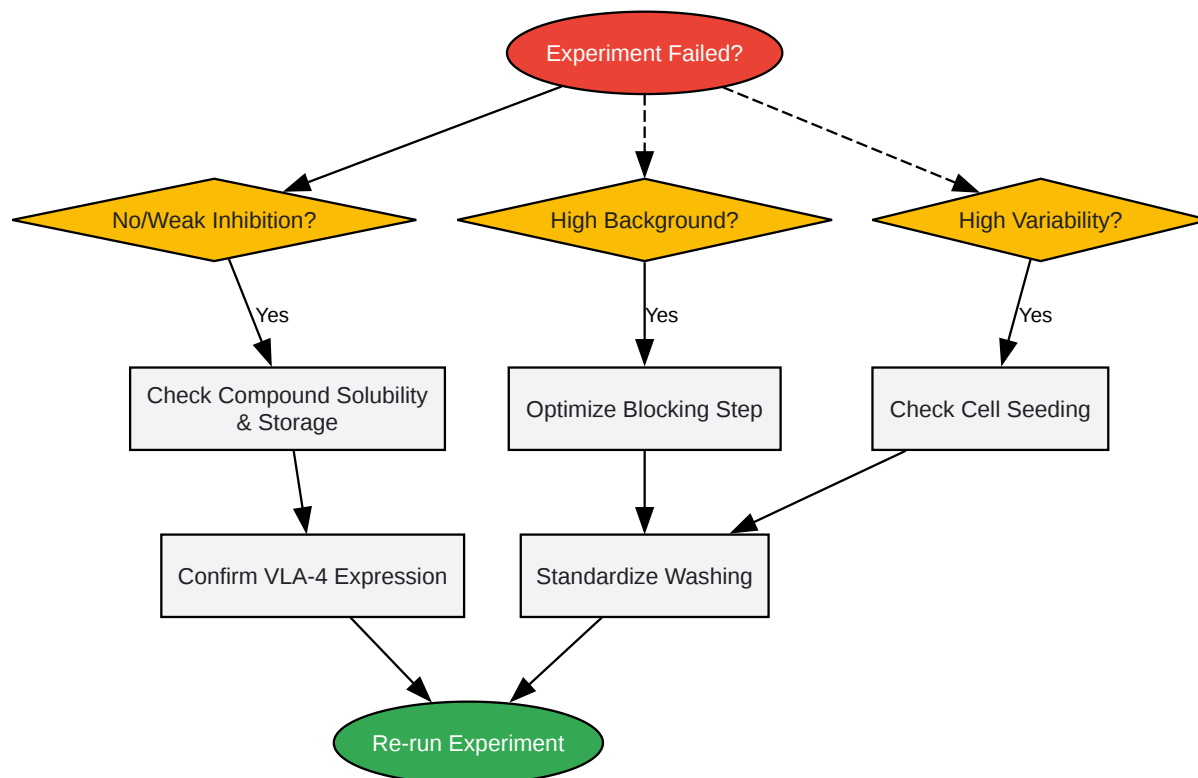 Experiment Failed?
No/Weak Inhibition?
High Background?
High Variability?
Yes
Yes
Yes
Check Compound Solubility
& Storage
Optimize Blocking Step
Check Cell Seeding
Confirm VLA-4 Expression
Standardize Washing
Re-run Experiment